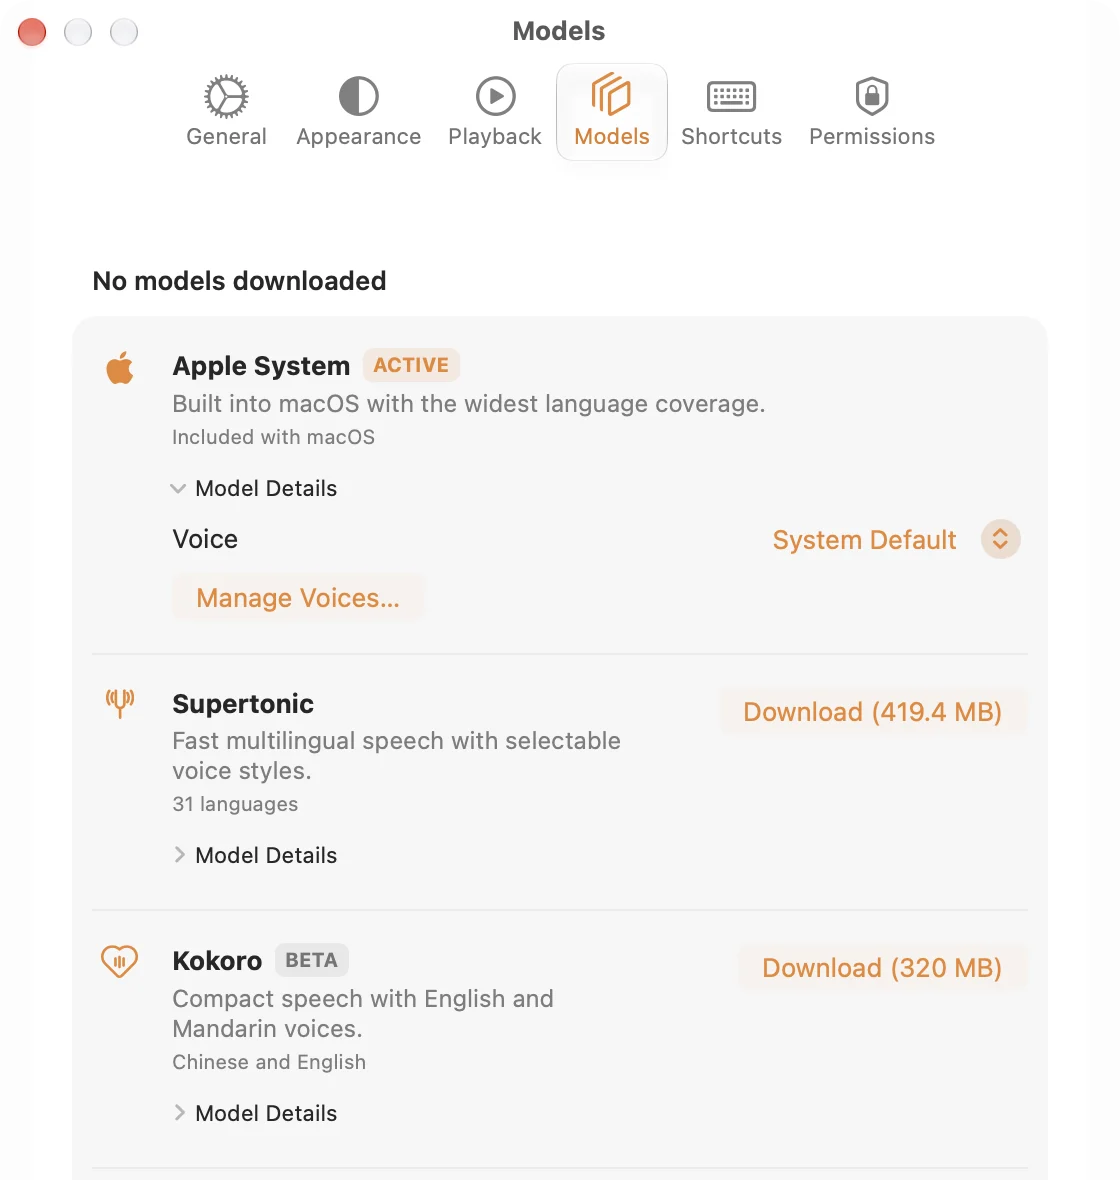 Models
General
Appearance
Playback
Models
Shortcuts
Permissions
No models downloaded
Apple System ACTIVE
Built into macOS with the widest language coverage.
Included with macOS
Model Details
Voice
System Default
Manage Voices...
Supertonic
Download (419.4 MB)
Fast multilingual speech with selectable
voice styles.
31 languages
Model Details
Kokoro BETA
Download (320 MB)
Compact speech with English and
Mandarin voices.
Chinese and English
Model Details